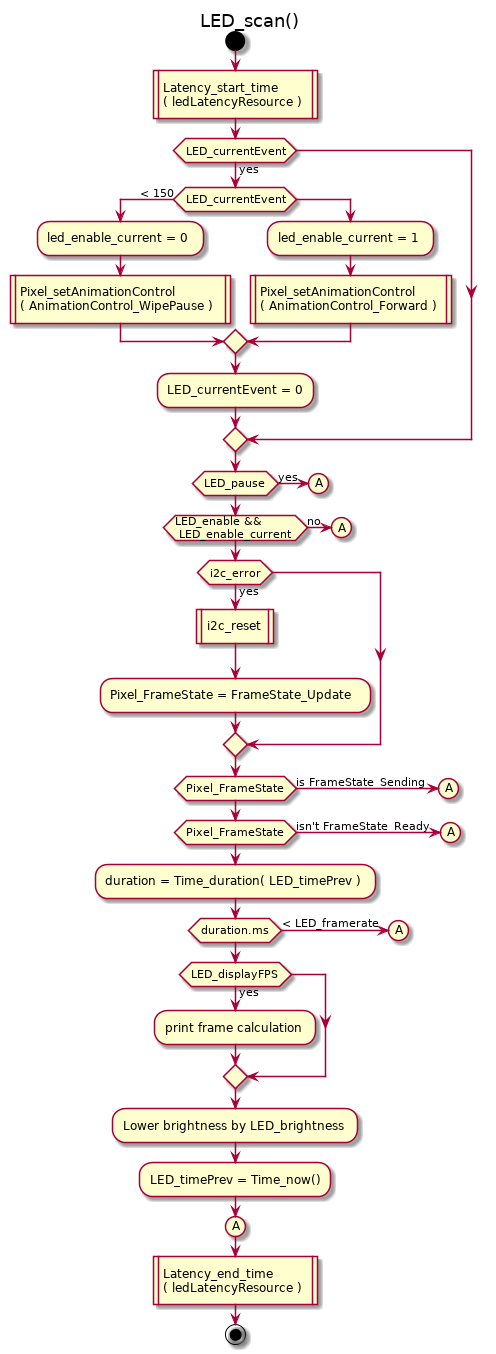 LED_scan()
Latency_start_time
( ledLatencyResource )
LED_currentEvent
yes
< 150
LED_currentEvent
led_enable_current = 0
led_enable_current = 1
Pixel_setAnimationControl
( AnimationControl_WipePause )
Pixel_setAnimationControl
( AnimationControl_Forward )
LED_currentEvent = 0
LED_pause
yes
A
LED_enable &&
LED_enable_current
no
A
i2c_error
yes
i2c_reset
Pixel_FrameState = FrameState_Update
Pixel_FrameState
is FrameState_Sending
A
Pixel_FrameState
isn't FrameState_Ready
A
duration = Time_duration( LED_timePrev )
duration.ms
< LED_framerate
A
LED_displayFPS
yes
print frame calculation
Lower brightness by LED_brightness
LED_timePrev = Time_now()
A
Latency_end_time
( ledLatencyResource )